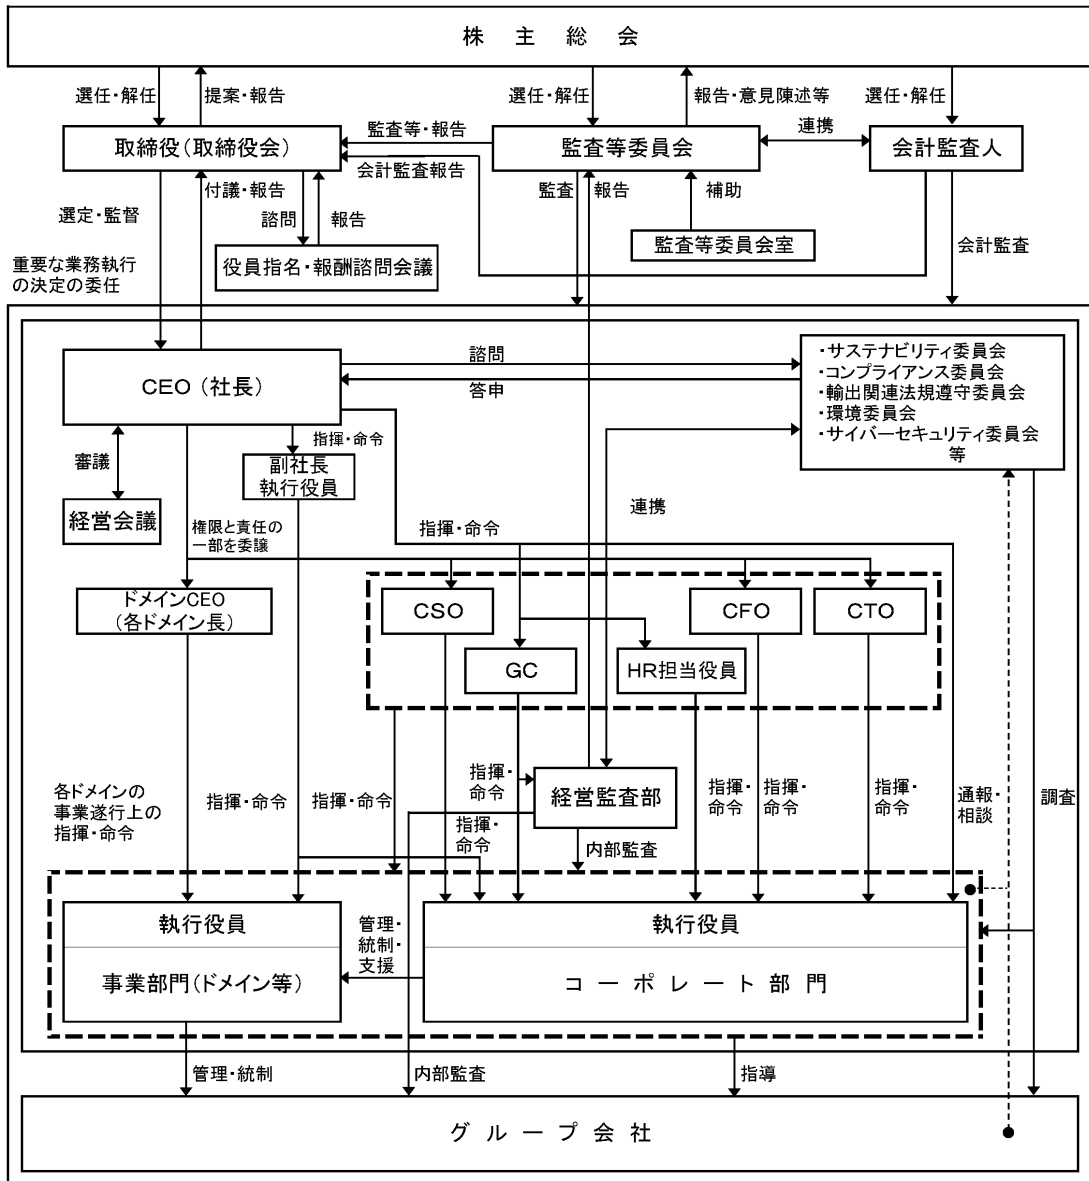 株主総会
選任・解任
提案・報告
選任・解任
報告・意見陳述等
選任・解任
取締役(取締役会)
監査等・報告
会計監査報告
監査等委員会
連携
会計監査人
選定・監督
付議・報告
諮問
報告
監査
報告
補助
重要な業務執行
の決定の委任
役員指名・報酬諮問会議
監査等委員会室
会計監査
CEO(社長)
諮問
答申
・サステナビリティ委員会
・コンプライアンス委員会
・輸出関連法規遵守委員会
・環境委員会
・サイバーセキュリティ委員会
等
審議
指揮・命令
副社長
執行役員
経営会議
権限と責任の
一部を委譲
指揮・命令
連携
ドメインCEO
(各ドメイン長)
CSO
CFO
CTO
GC
HR担当役員
各ドメインの
事業遂行上の
指揮・命令
指揮・命令
指揮・命令
指揮・
命令
指揮・
命令
経営監査部
内部監査
指揮・
命令
指揮・
命令
指揮・
命令
通報・
相談
調査
執行役員
事業部門(ドメイン等)
管理・
統制・
支援
執行役員
コーポレート部門
管理・統制
内部監査
指導
グループ会社